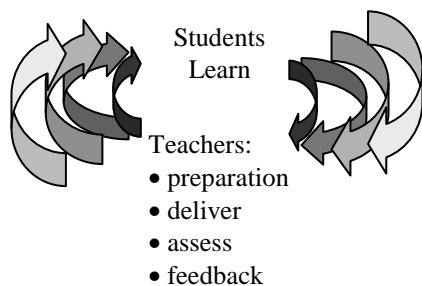 Students
Learn
Teachers:
• preparation
• deliver
• assess
• feedback